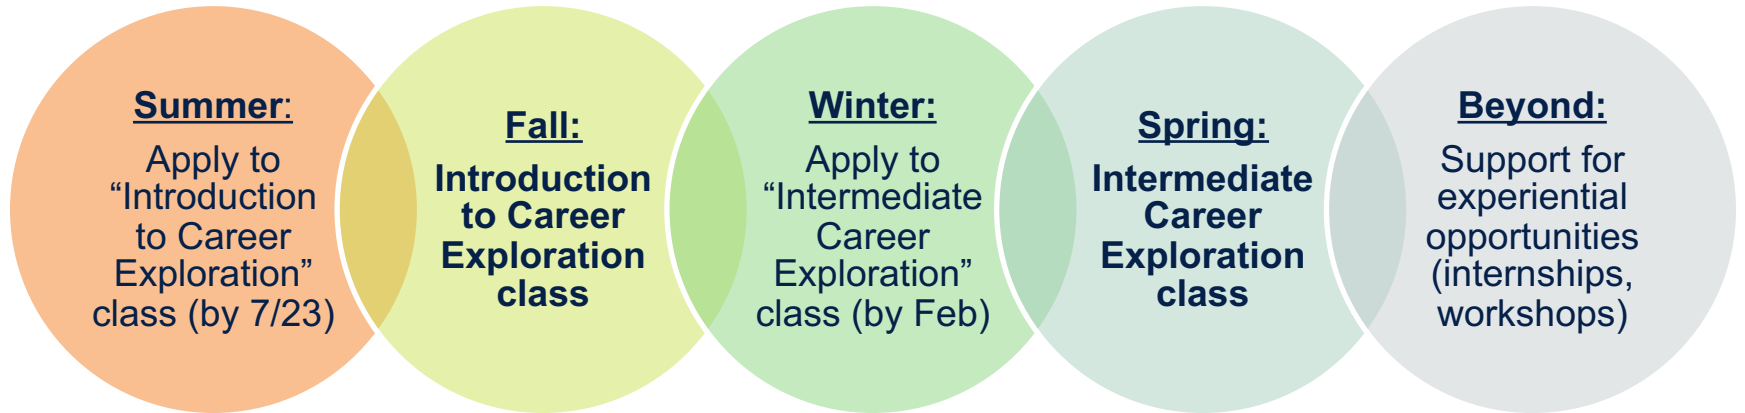 Summer:
Apply to
“Introduction
to Career
Exploration”
class (by 7/23)
Fall:
Introduction
to Career
Exploration
class
Winter:
Apply to
“Intermediate
Career
Exploration”
class (by Feb)
Spring:
Intermediate
Career
Exploration
class
Beyond:
Support for
experiential
opportunities
(internships,
workshops)